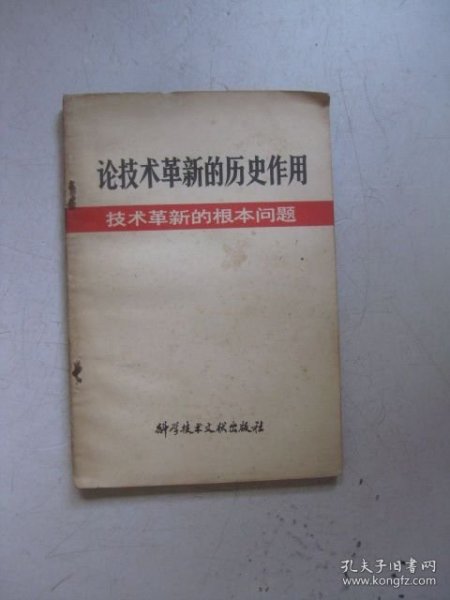 论技术革新的历史作用
技术革新的根本问题
科学技术文献出版社
孔夫子旧书网
www.kongfz.com